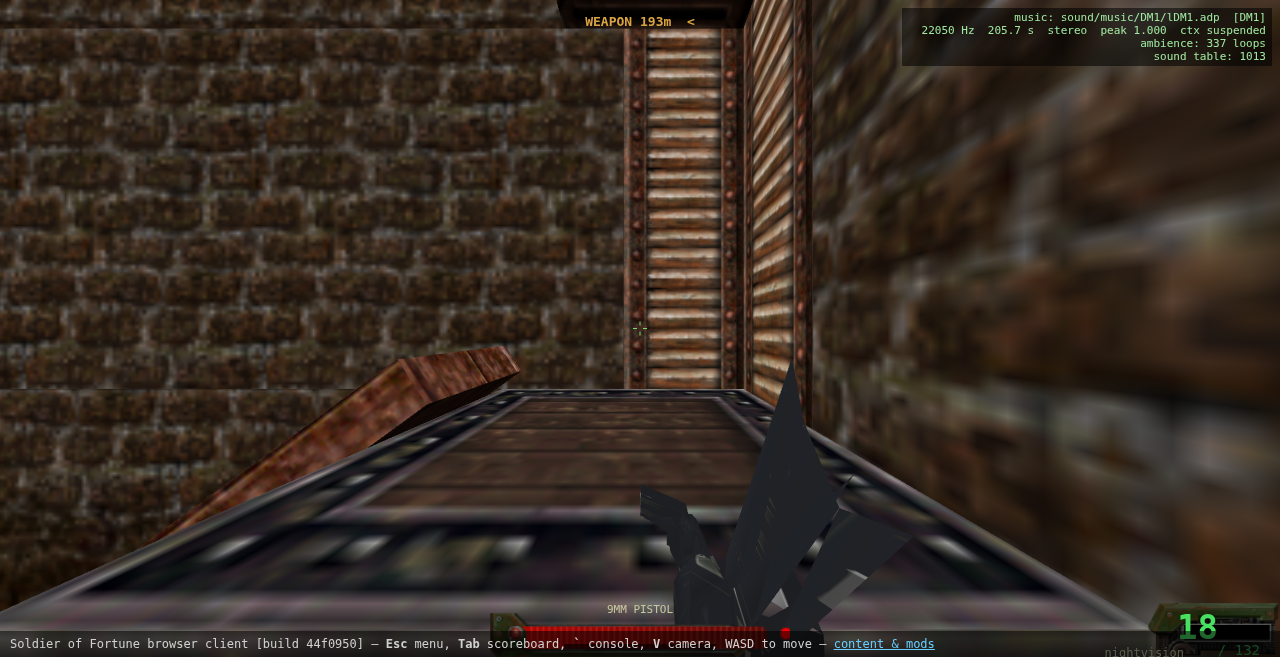 WEAPON 193m <
music: sound/music/DM1/lDM1.adp [DM1]
22050 Hz 205.7 s stereo peak 1.000 ctx suspended
ambience: 337 loops
sound table: 1013
9MM PISTOL
18
/ 132
nightvision
Soldier of Fortune browser client [build 44f0950] — Esc menu, Tab scoreboard, ` console, V camera, WASD to move — content & mods